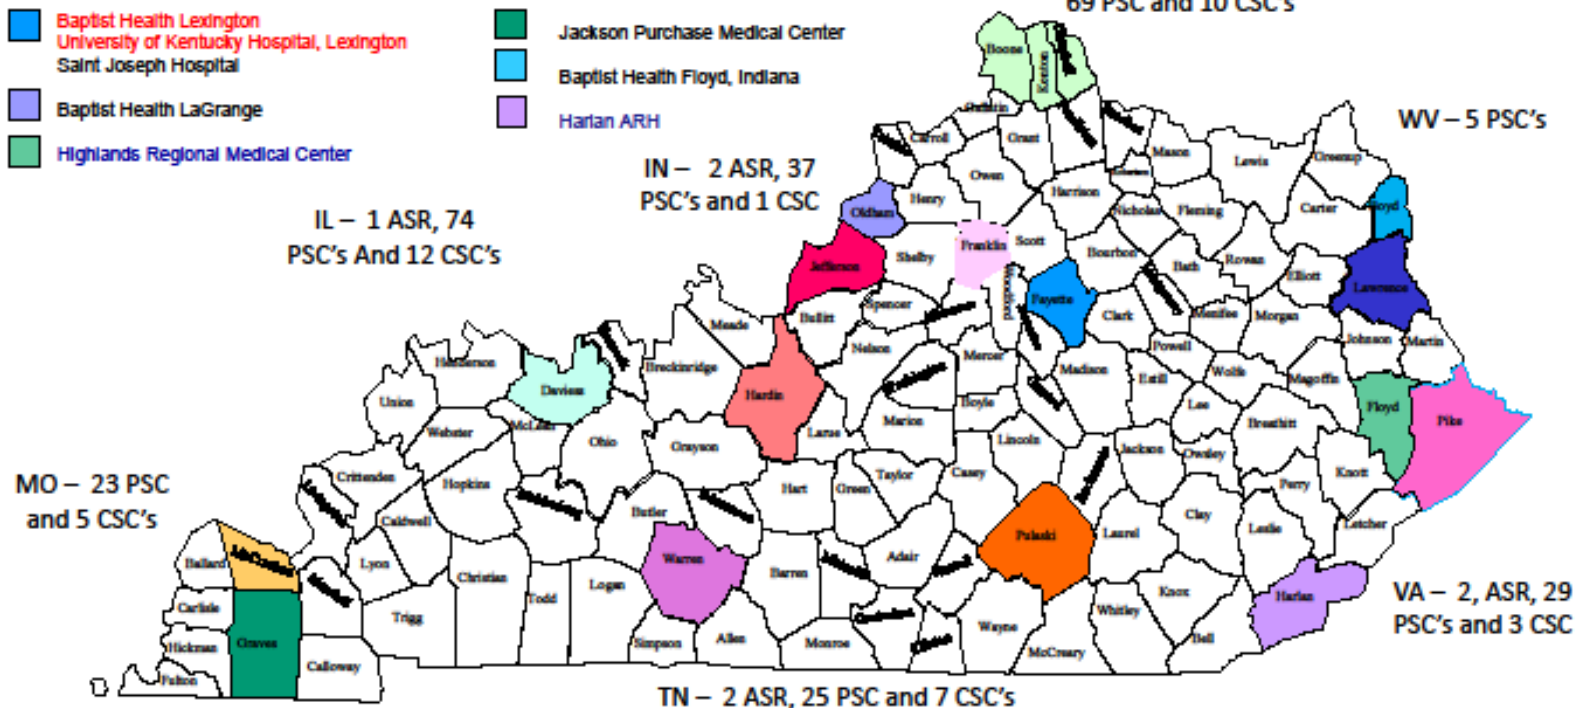 69 PSC and 10 CSC's
Baptist Health Lexington
University of Kentucky Hospital, Lexington
Saint Joseph Hospital
Baptist Health LaGrange
Highlands Regional Medical Center
Jackson Purchase Medical Center
Baptist Health Floyd, Indiana
Harlan ARH
WV – 5 PSC's
IN – 2 ASR, 37
PSC's and 1 CSC
IL – 1 ASR, 74
PSC's And 12 CSC's
MO – 23 PSC
and 5 CSC's
VA – 2, ASR, 29
PSC's and 3 CSC
TN – 2 ASR, 25 PSC and 7 CSC's
Boone
Kenton
Carroll
Grant
Owen
Mason
Lewis
Greenup
Henry
Harrison
Nicholas
Fleming
Carter
Boyd
Oldham
Franklin
Scott
Bourbon
Bath
Rowan
Elliott
Lawrence
Jefferson
Shelby
Woodford
Fayette
Clark
Menifee
Morgan
Johnson
Martin
Spencer
Bullitt
Meade
Nelson
Mercer
Madison
Powell
Estill
Wolfe
Magoffin
Floyd
Pike
Henderson
Daviess
Breckinridge
Hardin
Washington
Union
Webster
McLean
Ohio
Grayson
Larue
Marion
Boyle
Lincoln
Lee
Breathitt
Jackson
Owsley
Knott
Perry
Letcher
Crittenden
Hopkins
Caldwell
Butler
Hart
Green
Taylor
Casey
Pulaski
Laurel
Clay
Leslie
Ballard
McCracken
Lyon
Christian
Todd
Logan
Warren
Barren
Adair
Carlisle
Graves
Trigg
Hickman
Calloway
Fulton
Simpson
Allen
Monroe
Wayne
McCreary
Whitley
Knox
Bell
Harlan